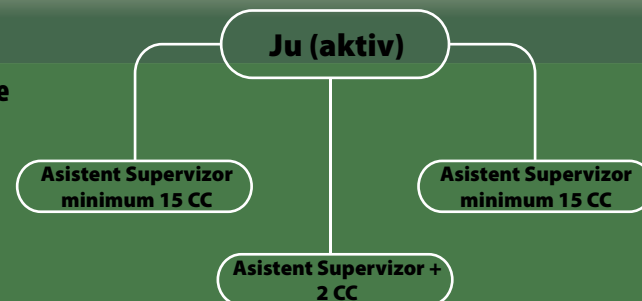 Ju (aktiv)
e
Asistent Supervizor
minimum 15 CC
Asistent Supervizor
minimum 15 CC
Asistent Supervizor +
2 CC